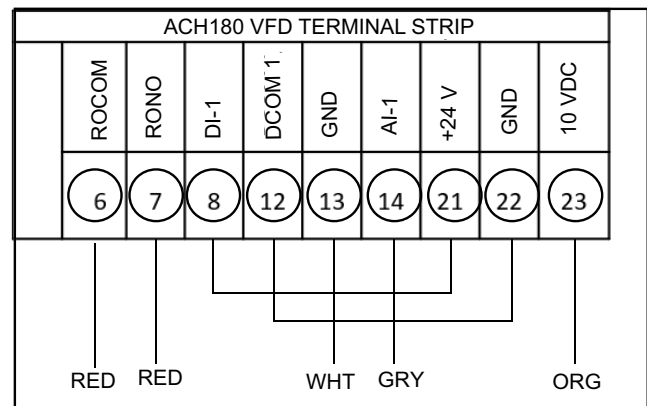 ACH180 VFD TERMINAL STRIP
ROCOM RONO DI-1 DCOM 1 GND AI-1 +24 V GND 10 VDC
6 7 8 12 13 14 21 22 23
RED RED WHT GRY ORG